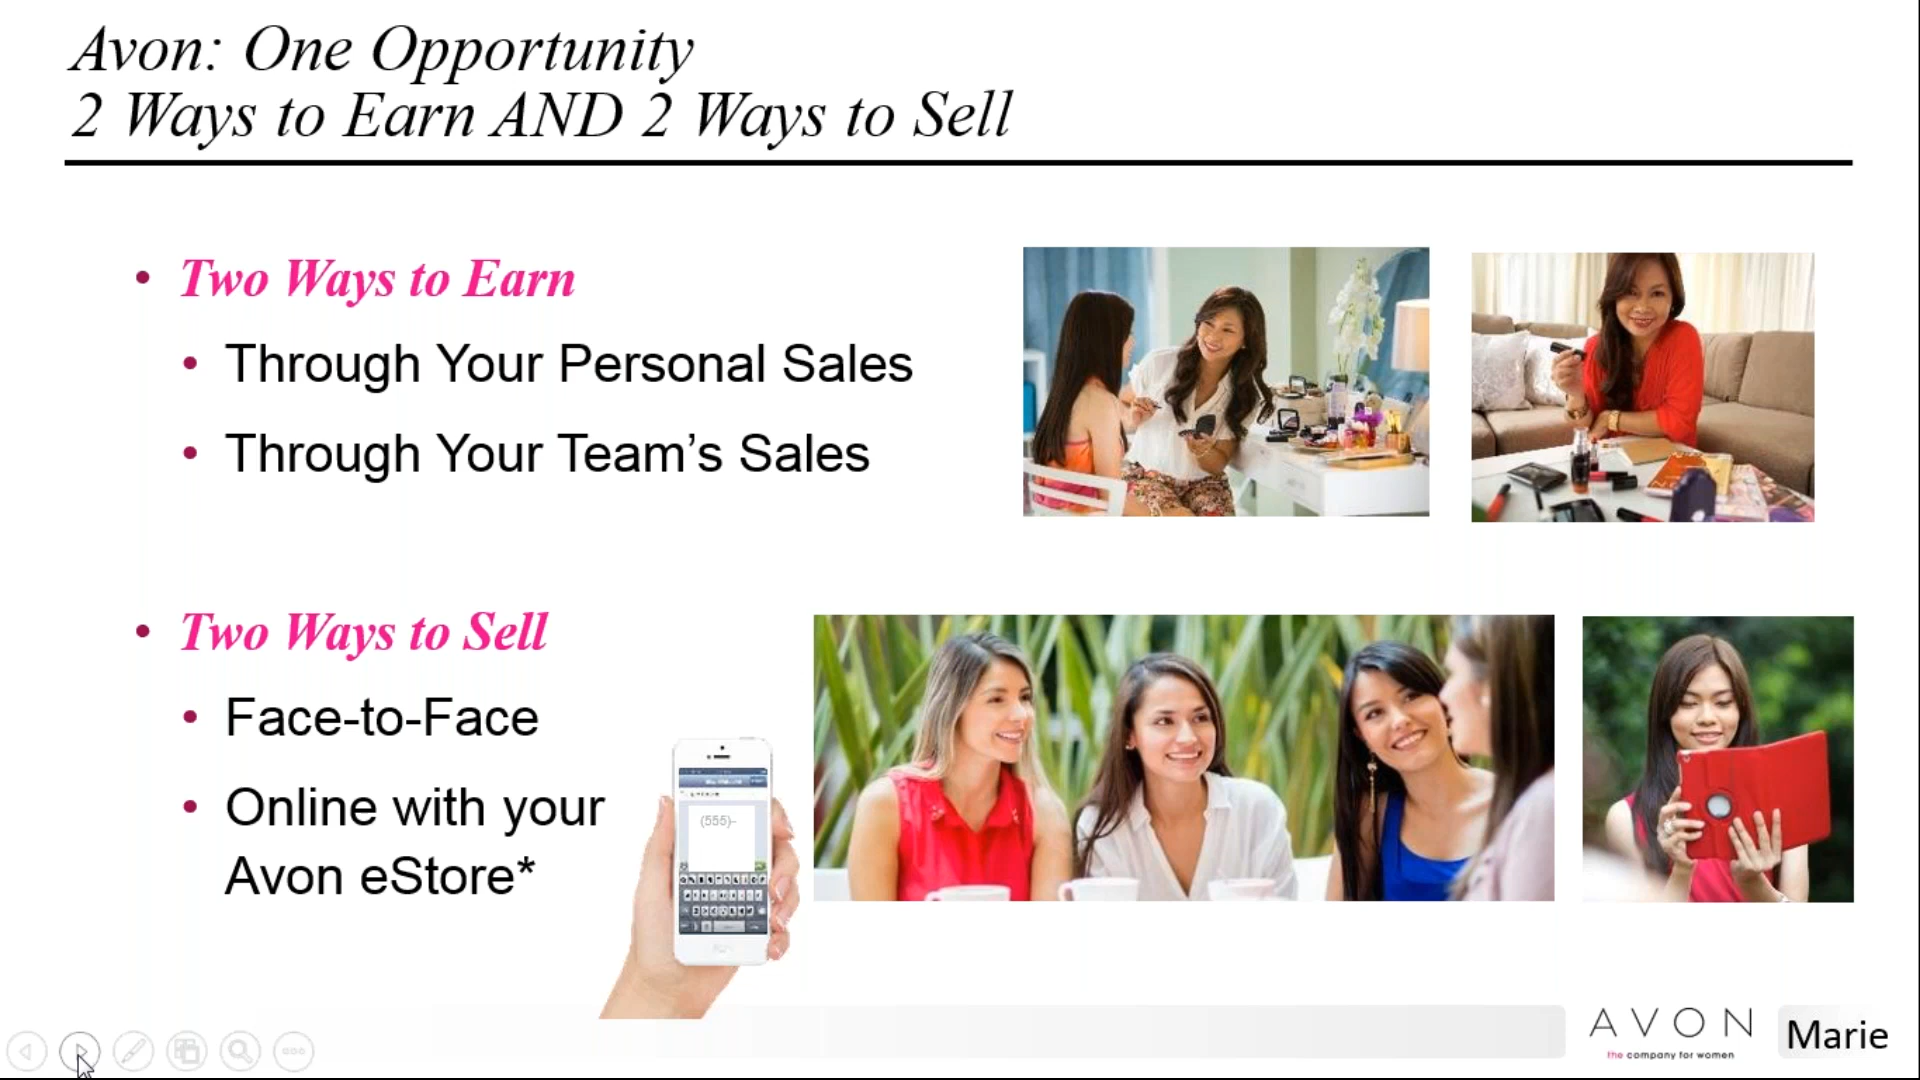 Avon: One Opportunity
2 Ways to Earn AND 2 Ways to Sell
• Two Ways to Earn
• Through Your Personal Sales
• Through Your Team’s Sales
• Two Ways to Sell
• Face-to-Face
• Online with your
Avon eStore*
(555)-
AVON
the company for women
Marie